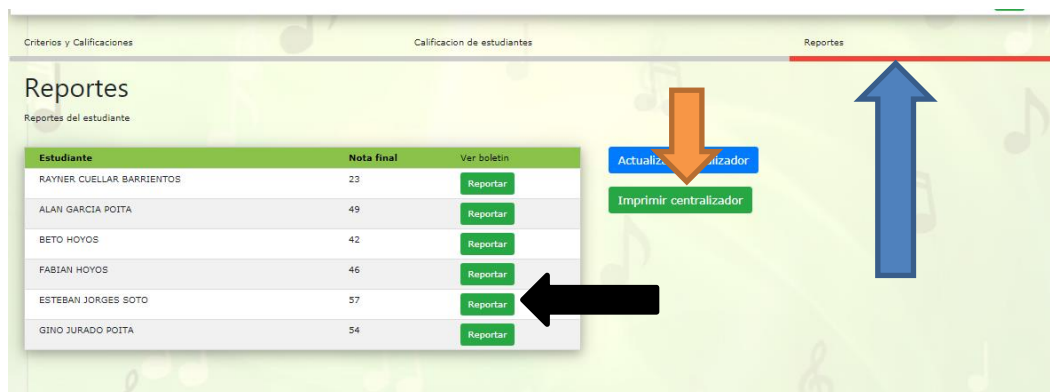 Criterios y Calificaciones Calificacion de estudiantes Reportes
Reportes
Reportes del estudiante
Estudiante Nota final Ver boletin
RAYNER CUELLAR BARRIENTOS 23 Reportar
ALAN GARCIA POITA 49 Reportar
BETO HOYOS 42 Reportar
FABIAN HOYOS 46 Reportar
ESTEBAN JORGES SOTO 57 Reportar
GINO JURADO POITA 54 Reportar
Imprimir centralizador